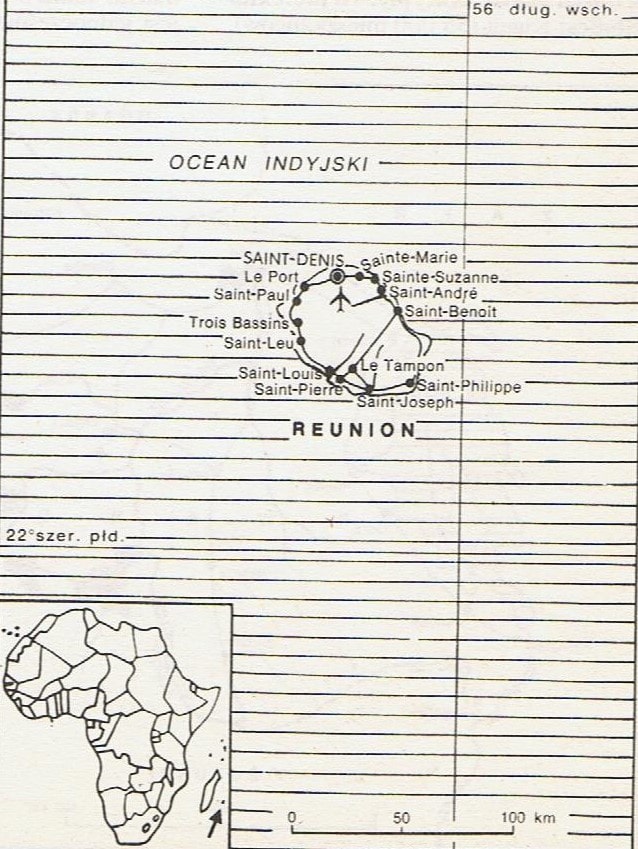 56° dług. wsch.
OCEAN INDYJSKI
SAINT-DENIS
Sainte-Marie
Le Port
Sainte-Suzanne
Saint-Paul
Saint-André
Saint-Benoit
Trois Bassins
Saint-Leu
Le Tampon
Saint-Louis
Saint-Philippe
Saint-Pierre
Saint-Joseph
REUNION
22° szer. płd.
0 50 100 km